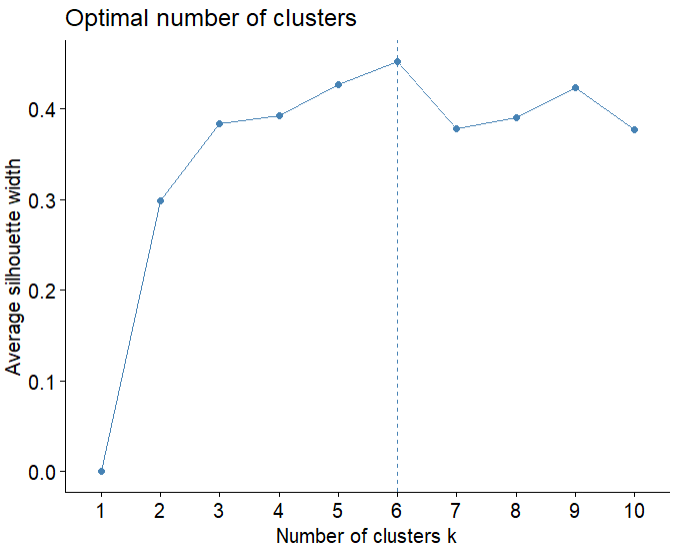 Optimal number of clusters
Average silhouette width
0.4
0.3
0.2
0.1
0.0
1 2 3 4 5 6 7 8 9 10
Number of clusters k